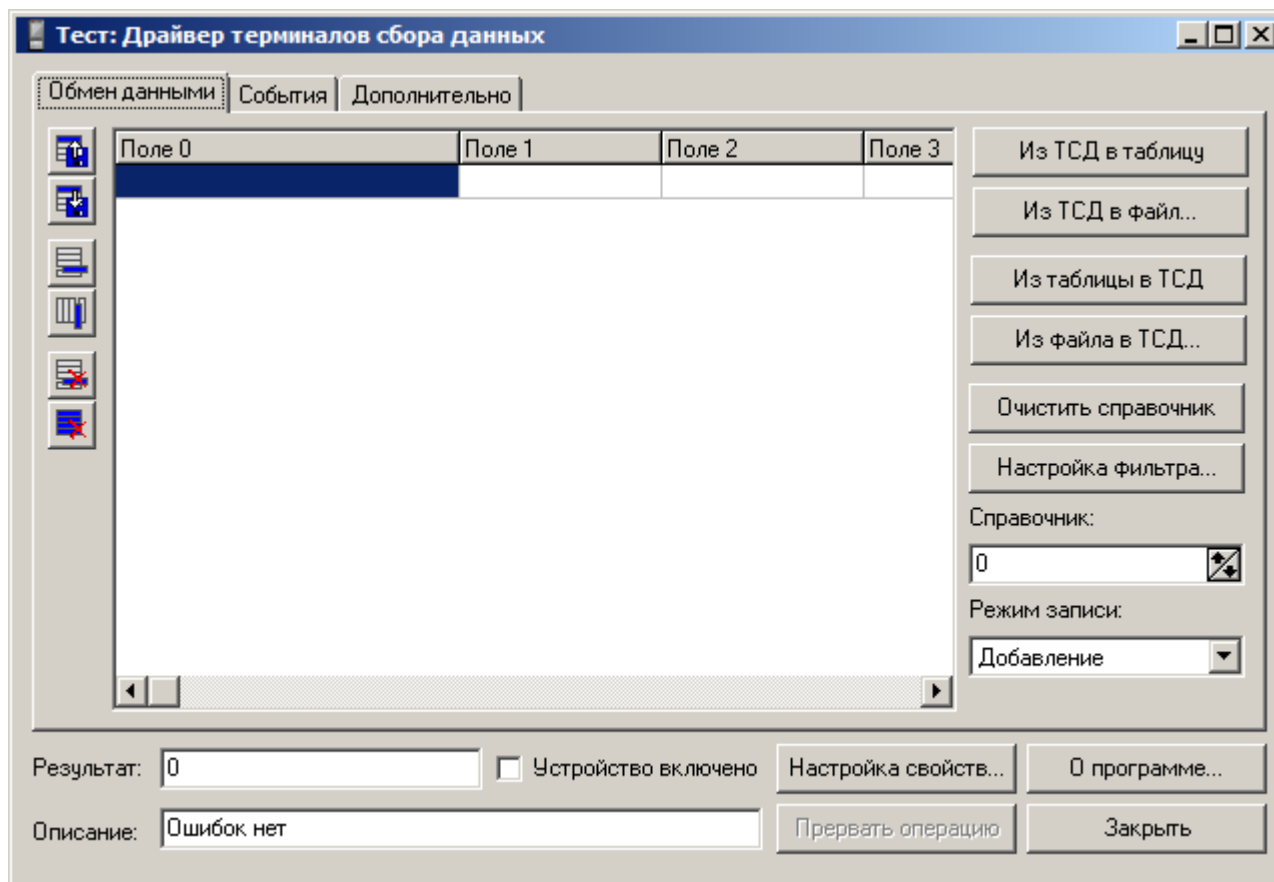 Тест: Драйвер терминалов сбора данных
Обмен данными События Дополнительно
Поле 0 Поле 1 Поле 2 Поле 3
Из ТСД в таблицу
Из ТСД в файл...
Из таблицы в ТСД
Из файла в ТСД...
Очистить справочник
Настройка фильтра...
Справочник:
0
Режим записи:
Добавление
Результат: 0 Устройство включено Настройка свойств... О программе...
Описание: Ошибок нет Прервать операцию Закрыть